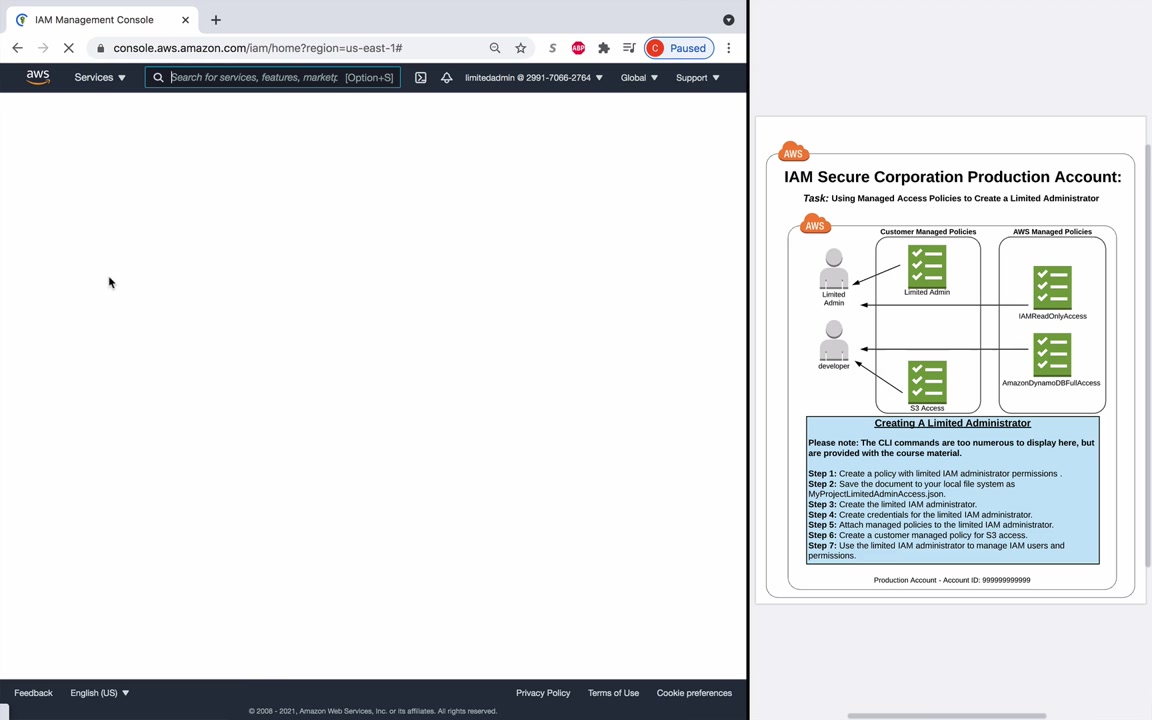 IAM Management Console
console.aws.amazon.com/iam/home?region=us-east-1#
S
ABP
C Paused
aws
Services
Search for services, features, marketp [Option+S]
limitedadmin @ 2991-7066-2764
Global
Support
AWS
IAM Secure Corporation Production Account:
Task: Using Managed Access Policies to Create a Limited Administrator
AWS
Customer Managed Policies
AWS Managed Policies
Limited
Admin
Limited Admin
IAMReadOnlyAccess
developer
AmazonDynamoDBFullAccess
S3 Access
Creating A Limited Administrator
Please note: The CLI commands are too numerous to display here, but
are provided with the course material.
Step 1: Create a policy with limited IAM administrator permissions .
Step 2: Save the document to your local file system as
MyProjectLimitedAdminAccess.json.
Step 3: Create the limited IAM administrator.
Step 4: Create credentials for the limited IAM administrator.
Step 5: Attach managed policies to the limited IAM administrator.
Step 6: Create a customer managed policy for S3 access.
Step 7: Use the limited IAM administrator to manage IAM users and
permissions.
Production Account - Account ID: 999999999999
Feedback
English (US)
Privacy Policy
Terms of Use
Cookie preferences
© 2008 - 2021, Amazon Web Services, Inc. or its affiliates. All rights reserved.